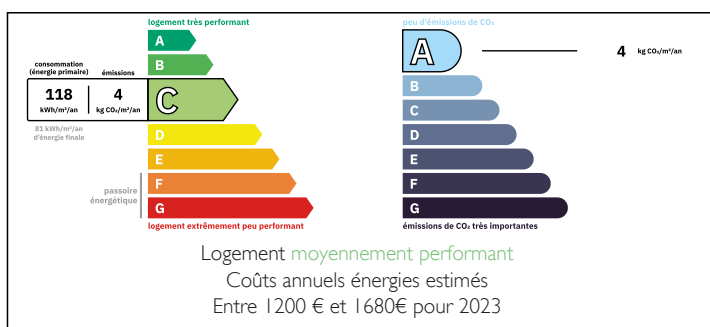 logement très performant
A
B
consommation
(énergie primaire)
émissions
118
kWh/m²/an
4
kg CO₂/m²/an
C
81 kWh/m²/an
d'énergie finale
D
E
passoire
énergétique
F
G
logement extrêmement peu performant
peu d'émissions de CO₂
A
4 kg CO₂/m²/an
B
C
D
E
F
G
émissions de CO₂ très importantes
Logement moyennement performant
Coûts annuels énergies estimés
Entre 1200 € et 1680€ pour 2023